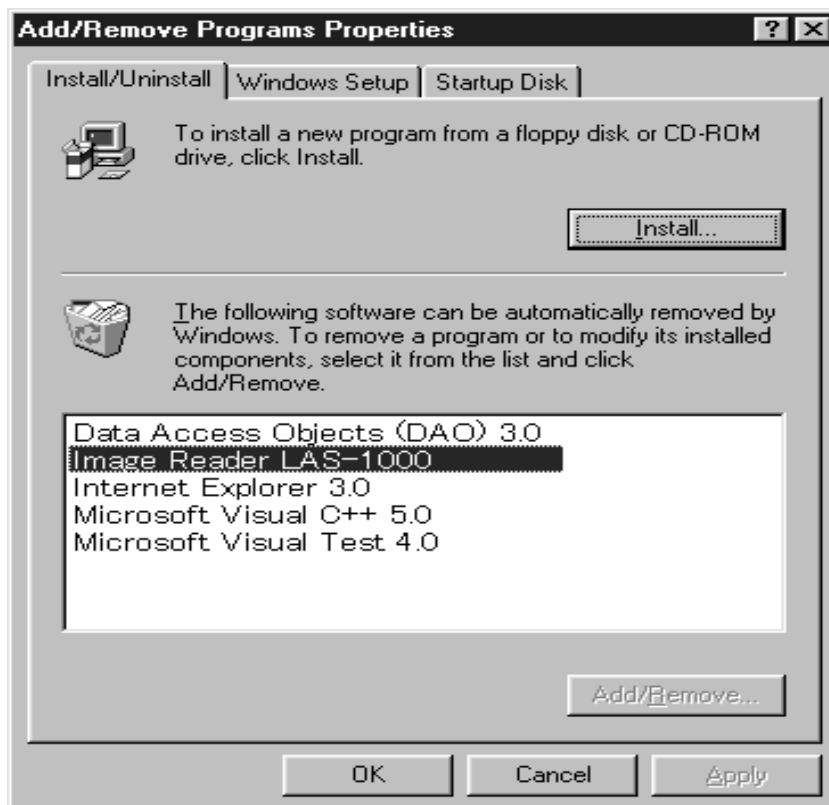 Add/Remove Programs Properties
Install/Uninstall
Windows Setup
Startup Disk
To install a new program from a floppy disk or CD-ROM
drive, click Install.
Install...
The following software can be automatically removed by
Windows. To remove a program or to modify its installed
components, select it from the list and click
Add/Remove.
Data Access Objects (DAO) 3.0
Image Reader LAS-1000
Internet Explorer 3.0
Microsoft Visual C++ 5.0
Microsoft Visual Test 4.0
Add/Remove...
OK
Cancel
Apply